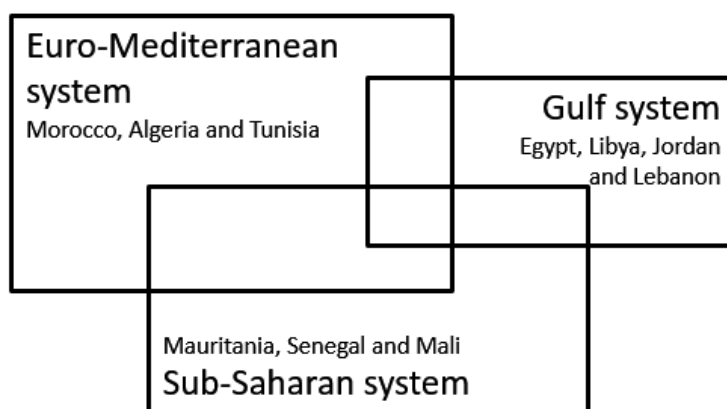 Euro-Mediterranean
system
Morocco, Algeria and Tunisia
Gulf system
Egypt, Libya, Jordan
and Lebanon
Mauritania, Senegal and Mali
Sub-Saharan system